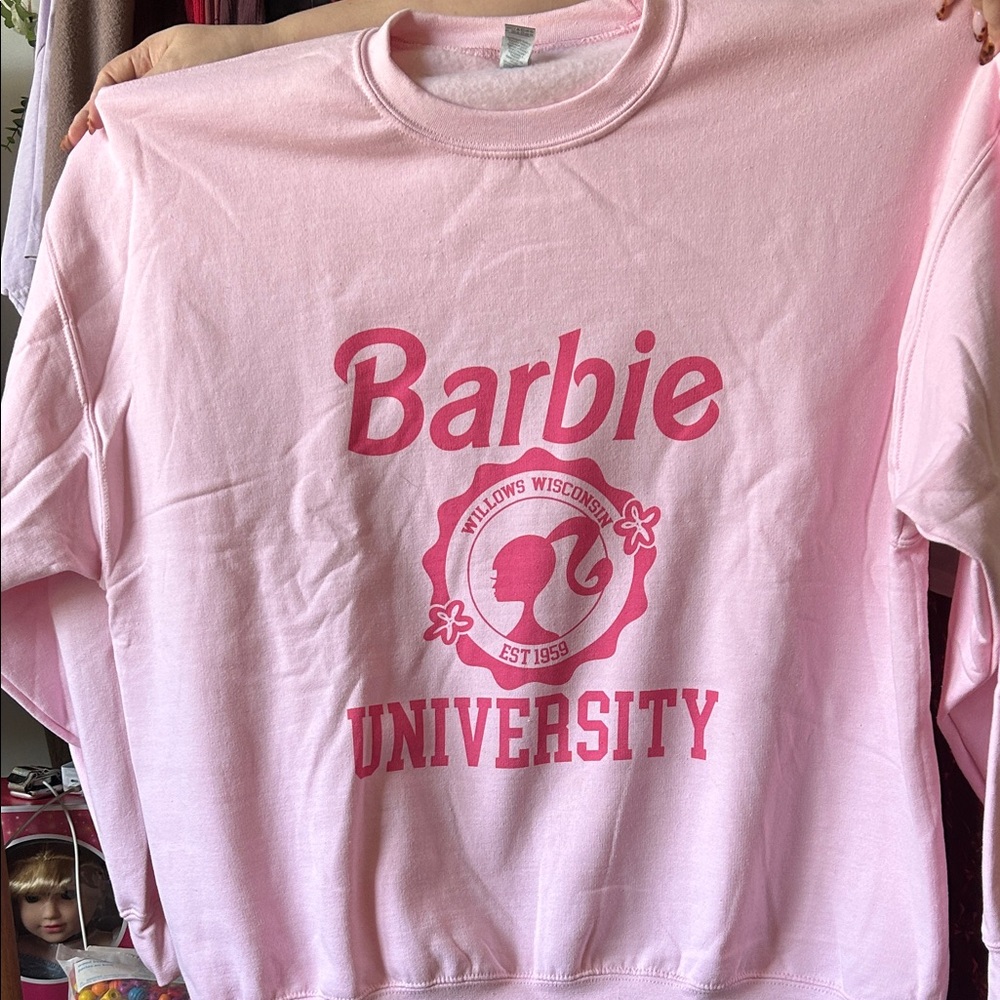 Barbie
WILLOWS WISCONSIN
EST 1959
UNIVERSITY